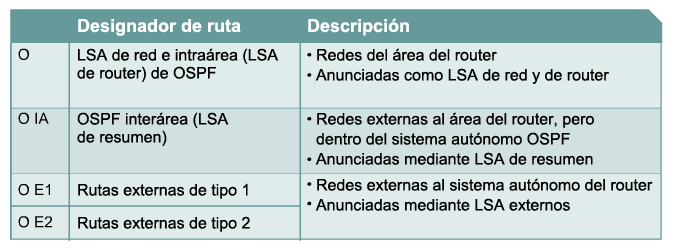 Designador de ruta
Descripción
O
LSA de red e intraárea (LSA
de router) de OSPF
• Redes del área del router
• Anunciadas como LSA de red y de router
O IA
OSPF interárea (LSA
de resumen)
• Redes externas al área del router, pero
dentro del sistema autónomo OSPF
• Anunciadas mediante LSA de resumen
O E1
Rutas externas de tipo 1
• Redes externas al sistema autónomo del router
• Anunciadas mediante LSA externos
O E2
Rutas externas de tipo 2